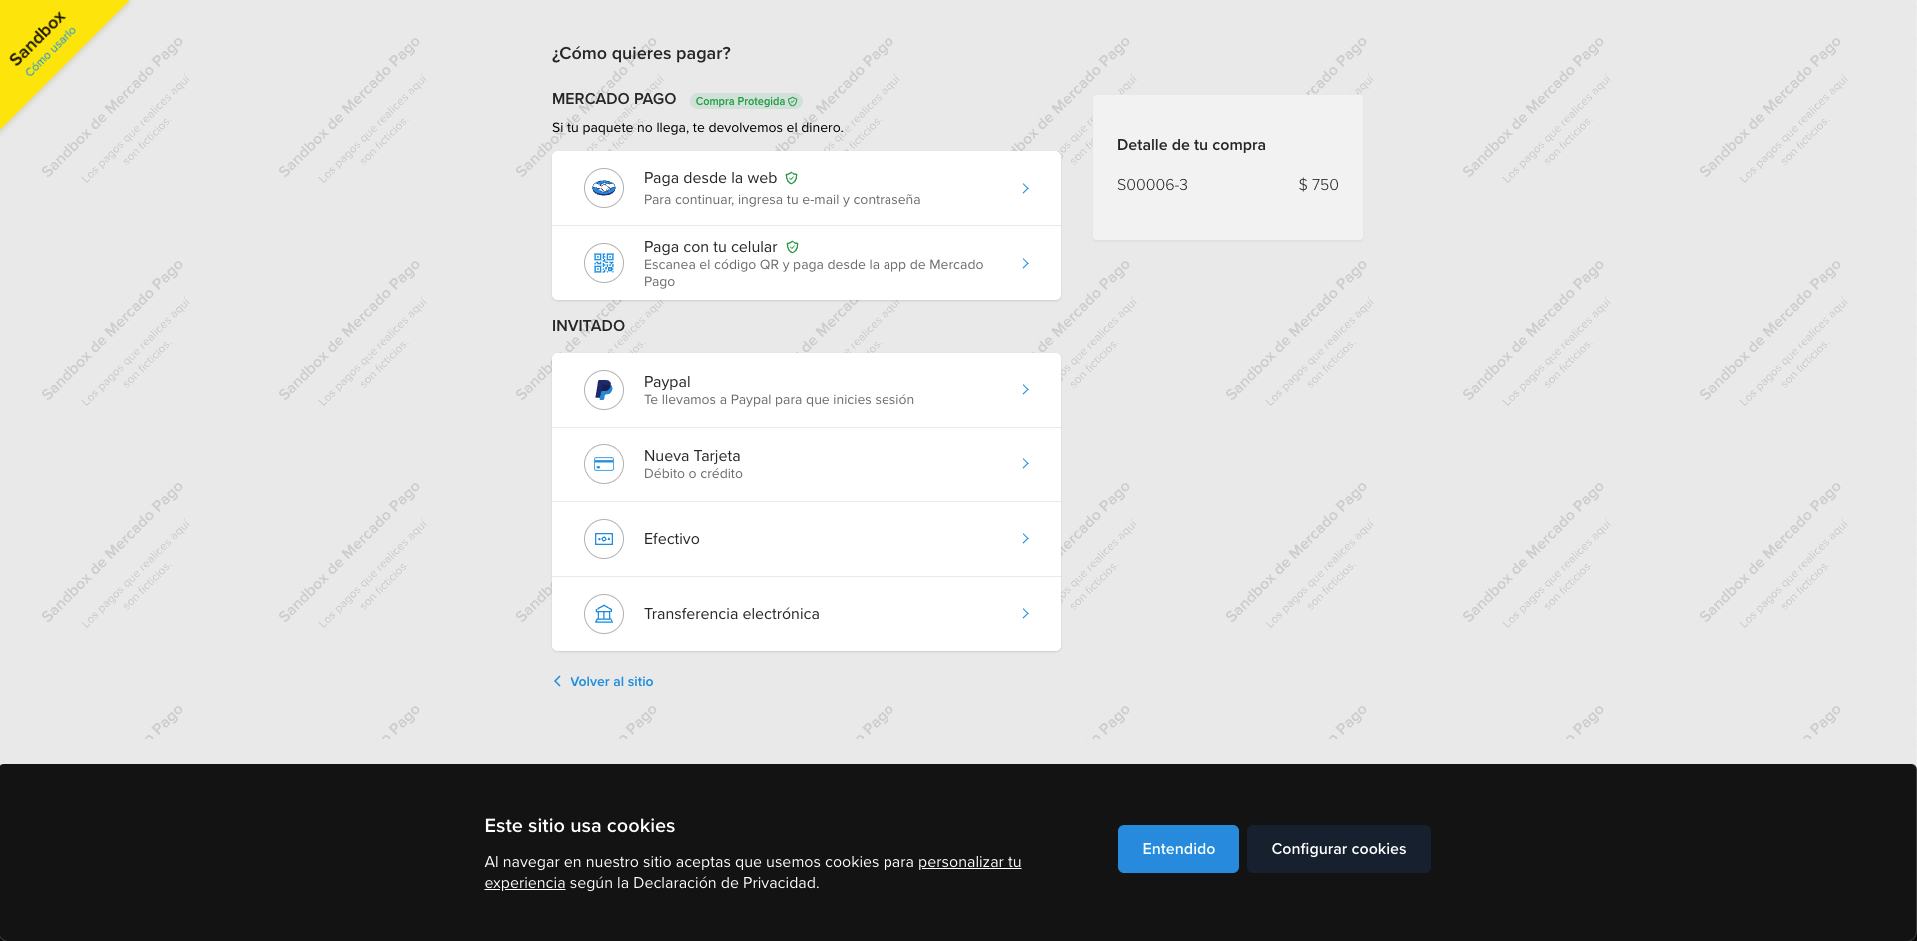 Sandbox
Cómo usarlo
¿Cómo quieres pagar?
MERCADO PAGO Compra Protegida
Si tu paquete no llega, te devolvemos el dinero.
Paga desde la web
Para continuar, ingresa tu e-mail y contraseña
Paga con tu celular
Escanea el código QR y paga desde la app de Mercado
Pago
INVITADO
Paypal
Te llevamos a Paypal para que inicies sesión
Nueva Tarjeta
Débito o crédito
Efectivo
Transferencia electrónica
Volver al sitio
Detalle de tu compra
S00006-3 $ 750
Sandbox de Mercado Pago
Los pagos que realices aquí
son ficticios.
Este sitio usa cookies
Al navegar en nuestro sitio aceptas que usemos cookies para personalizar tu
experiencia según la Declaración de Privacidad.
Entendido
Configurar cookies